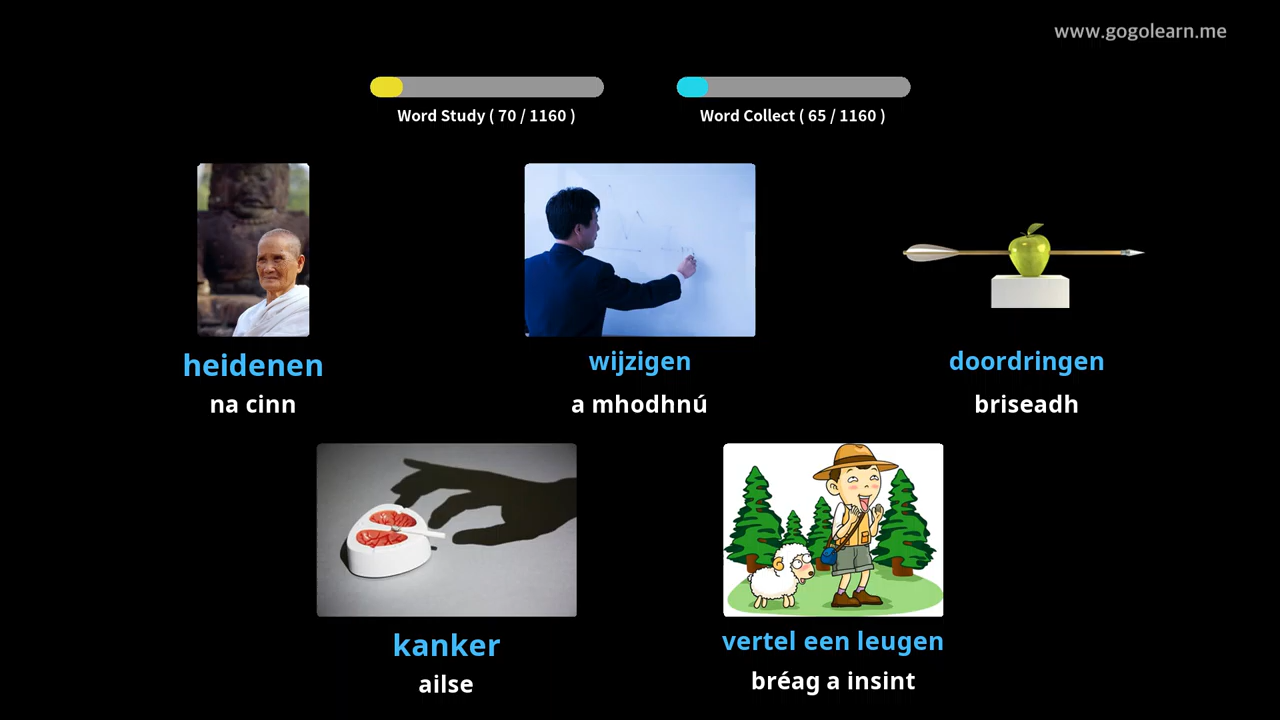 www.gogolearn.me
Word Study ( 70 / 1160 )
Word Collect ( 65 / 1160 )
heidenen
wijzigen
doordringen
na cinn
a mhodhnú
briseadh
kanker
vertel een leugen
ailse
bréag a insint